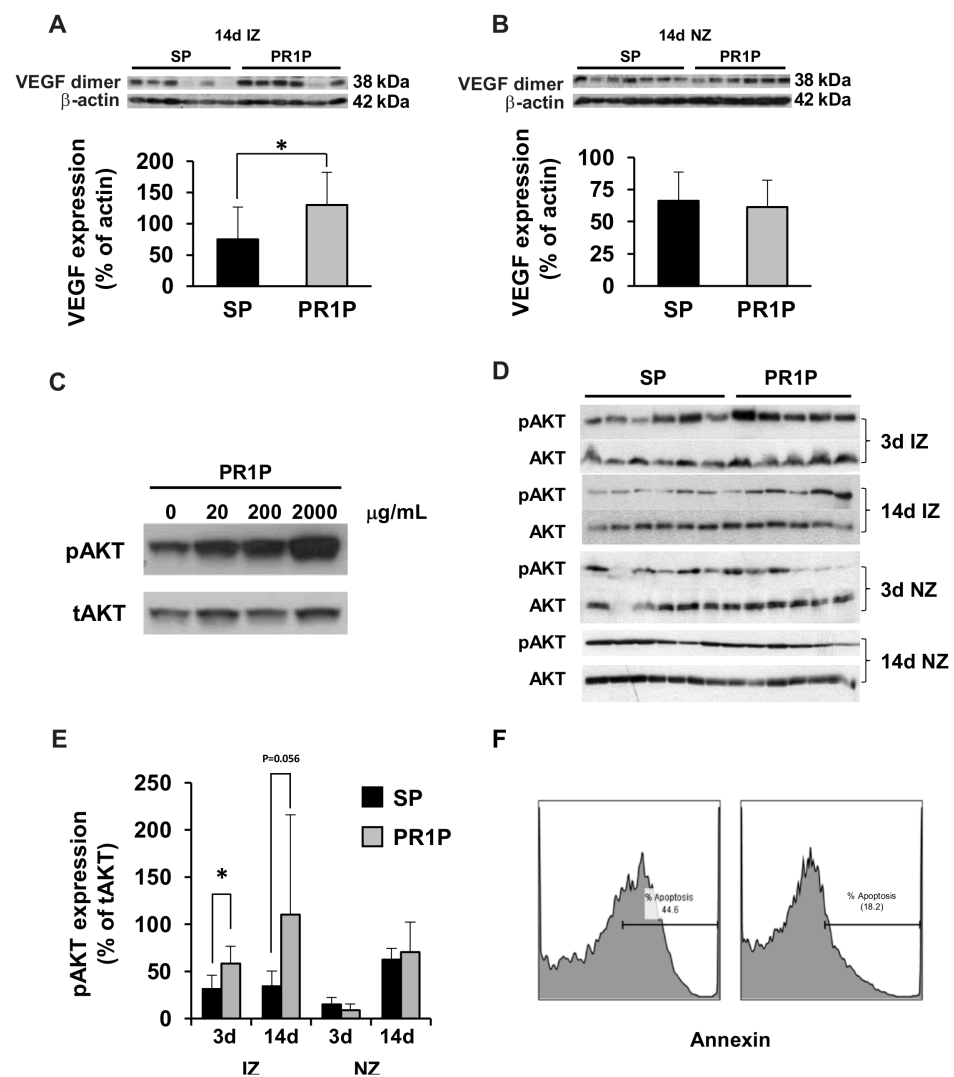 A
14d IZ
SP PR1P
VEGF dimer 38 kDa
β-actin 42 kDa
VEGF expression
(% of actin)
200
150
100
50
0
SP PR1P
*
B
14d NZ
SP PR1P
VEGF dimer 38 kDa
β-actin 42 kDa
VEGF expression
(% of actin)
100
75
50
25
0
SP PR1P
C
PR1P
0 20 200 2000 μg/mL
pAKT
tAKT
D
SP PR1P
pAKT
AKT
3d IZ
pAKT
AKT
14d IZ
pAKT
AKT
3d NZ
pAKT
AKT
14d NZ
E
pAKT expression
(% of tAKT)
250
200
150
100
50
0
*
P=0.056
SP
PR1P
3d 14d 3d 14d
IZ NZ
F
% Apoptosis
44.6
% Apoptosis
(18.2)
Annexin